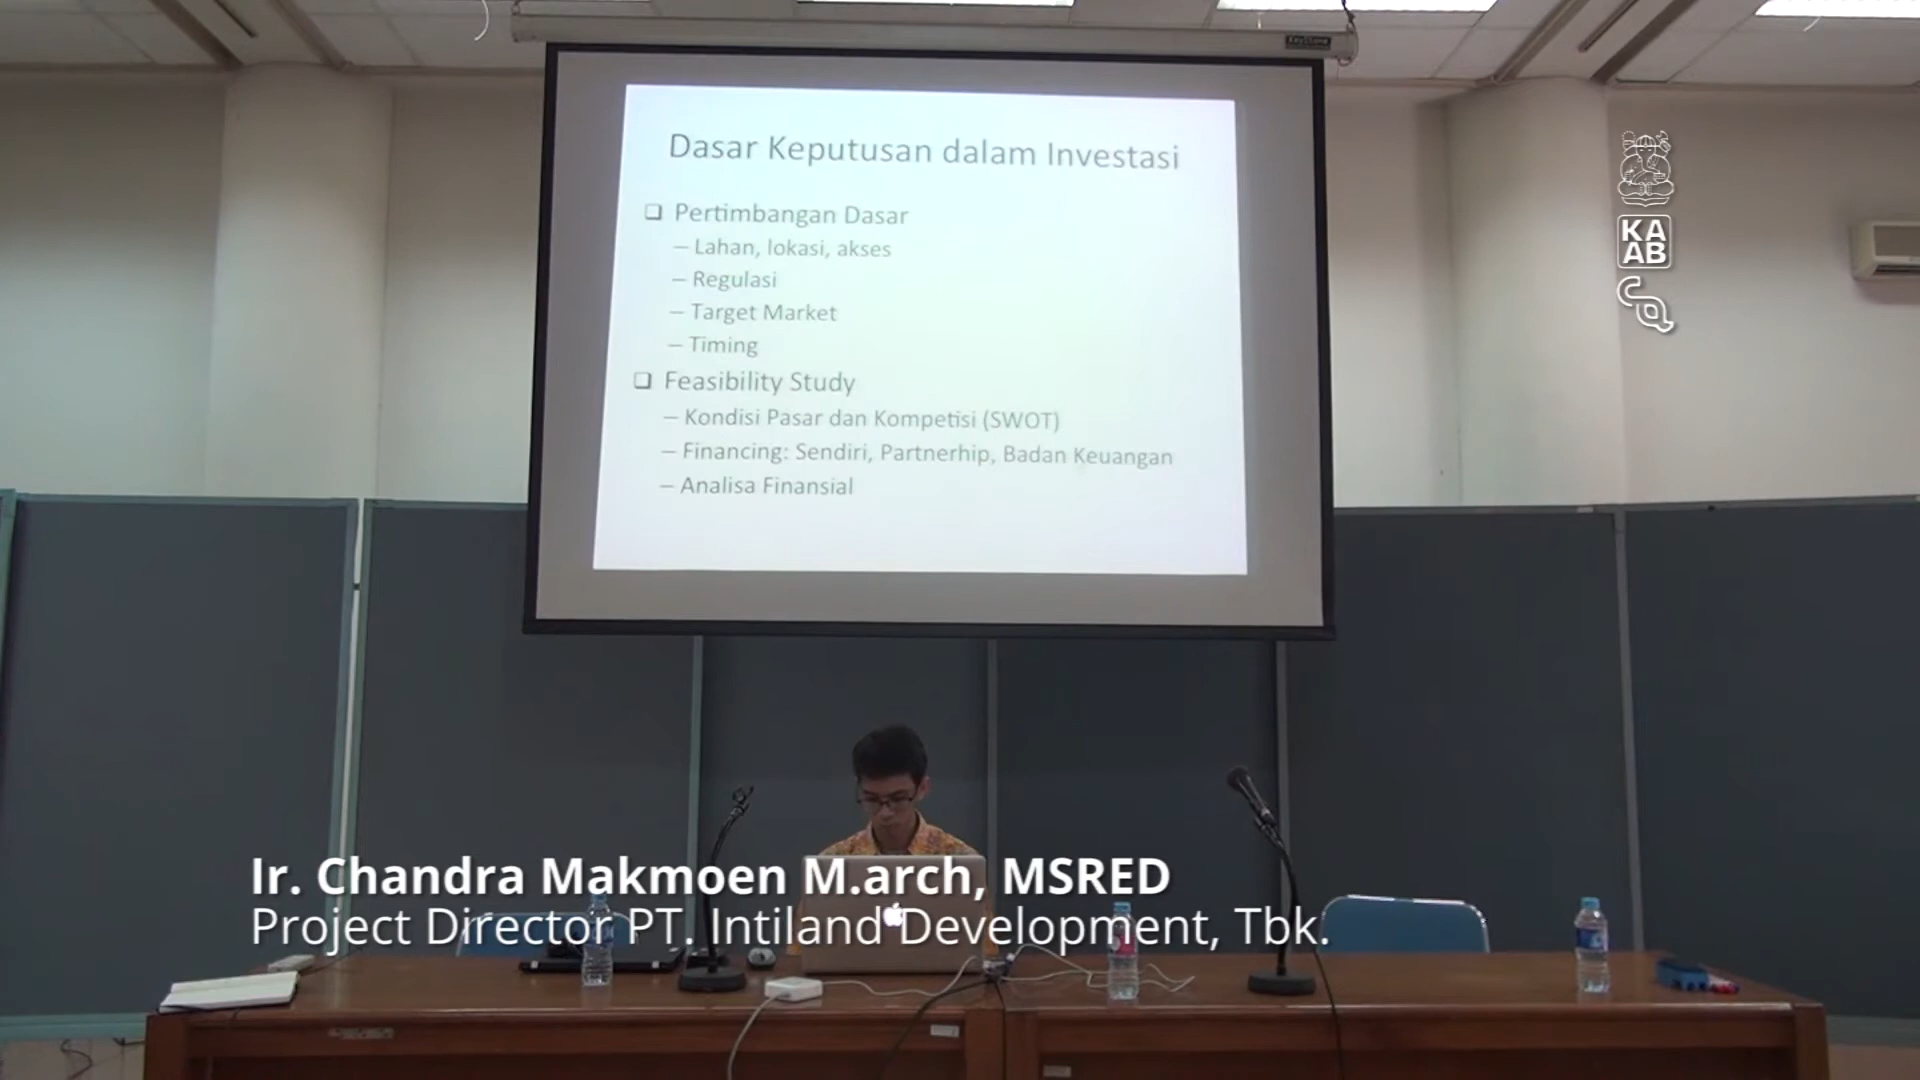 Dasar Keputusan dalam Investasi
❑ Pertimbangan Dasar
– Lahan, lokasi, akses
– Regulasi
– Target Market
– Timing
❑ Feasibility Study
– Kondisi Pasar dan Kompetisi (SWOT)
– Financing: Sendiri, Partnerhip, Badan Keuangan
– Analisa Finansial
KA
AB
Ir. Chandra Makmoen M.arch, MSRED
Project Director PT. Intiland Development, Tbk.